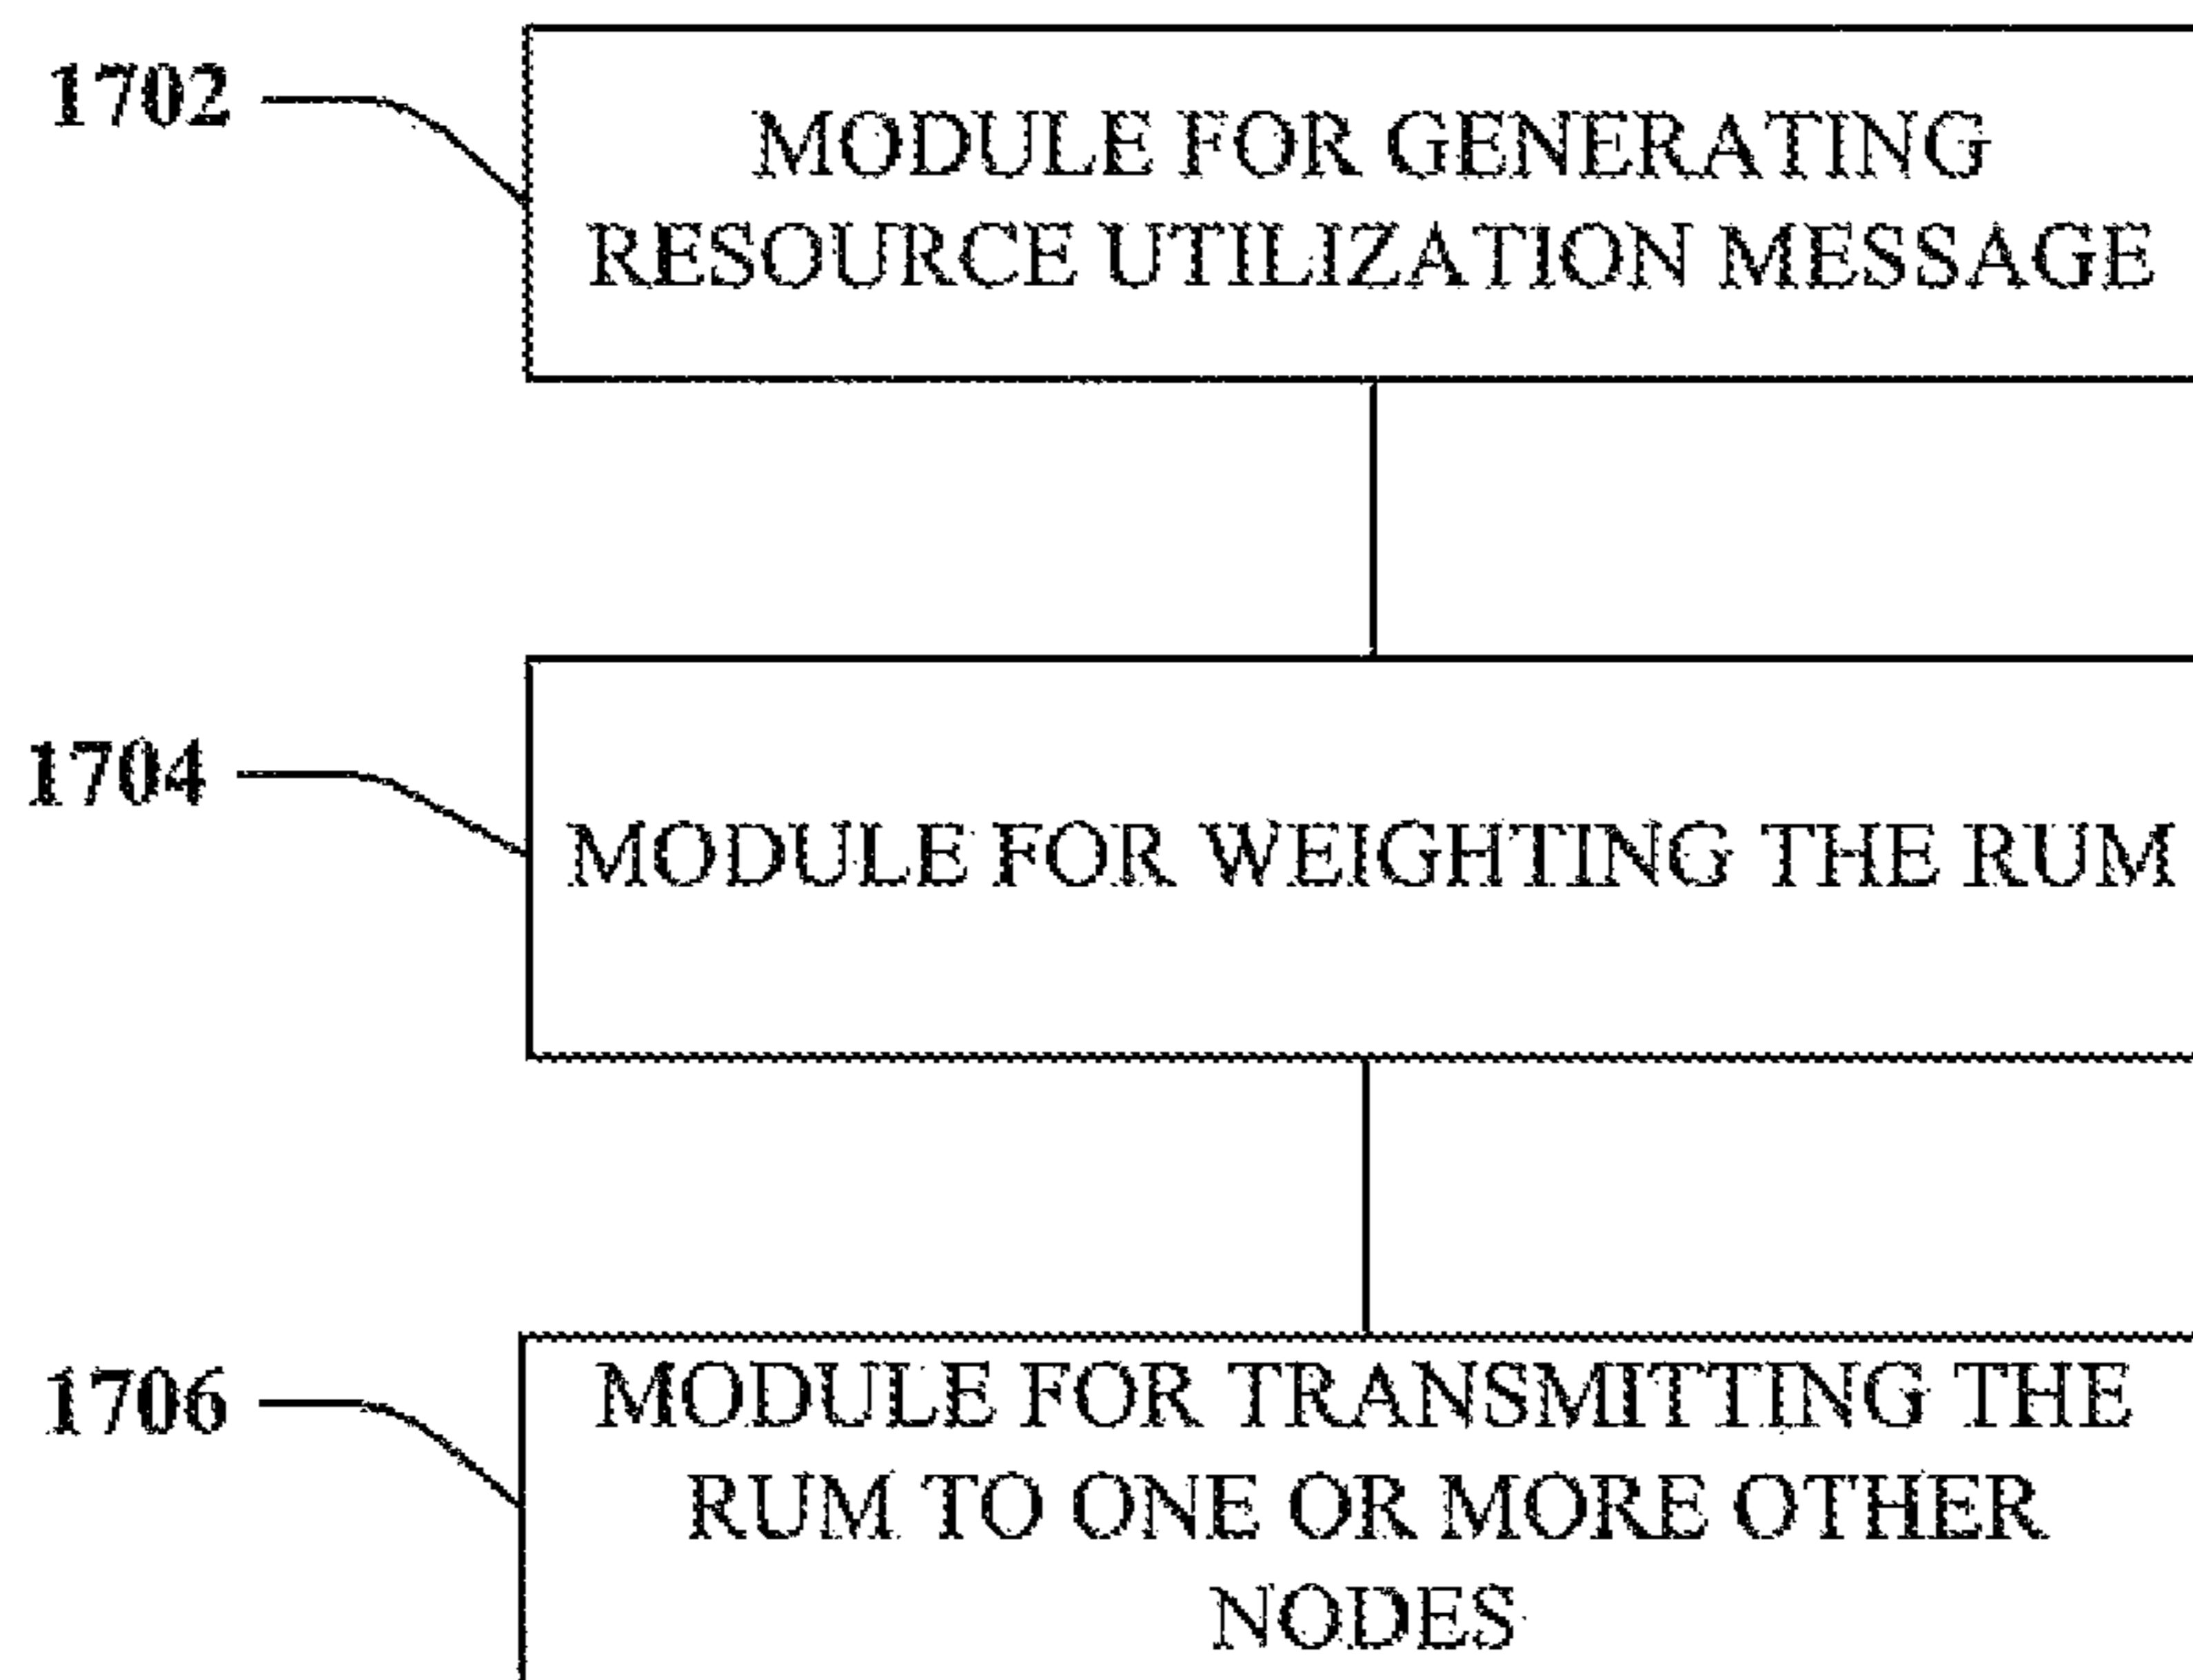 1702
MODULE FOR GENERATING
RESOURCE UTILIZATION MESSAGE
1704
MODULE FOR WEIGHTING THE RUM
1706
MODULE FOR TRANSMITTING THE
RUM TO ONE OR MORE OTHER
NODES